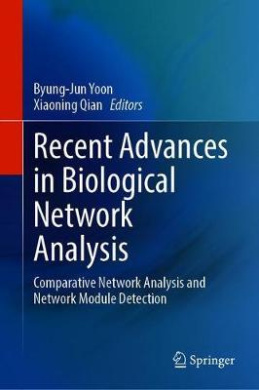 Byung-Jun Yoon
Xiaoning Qian Editors
Recent Advances
in Biological
Network
Analysis
Comparative Network Analysis and
Network Module Detection
Springer